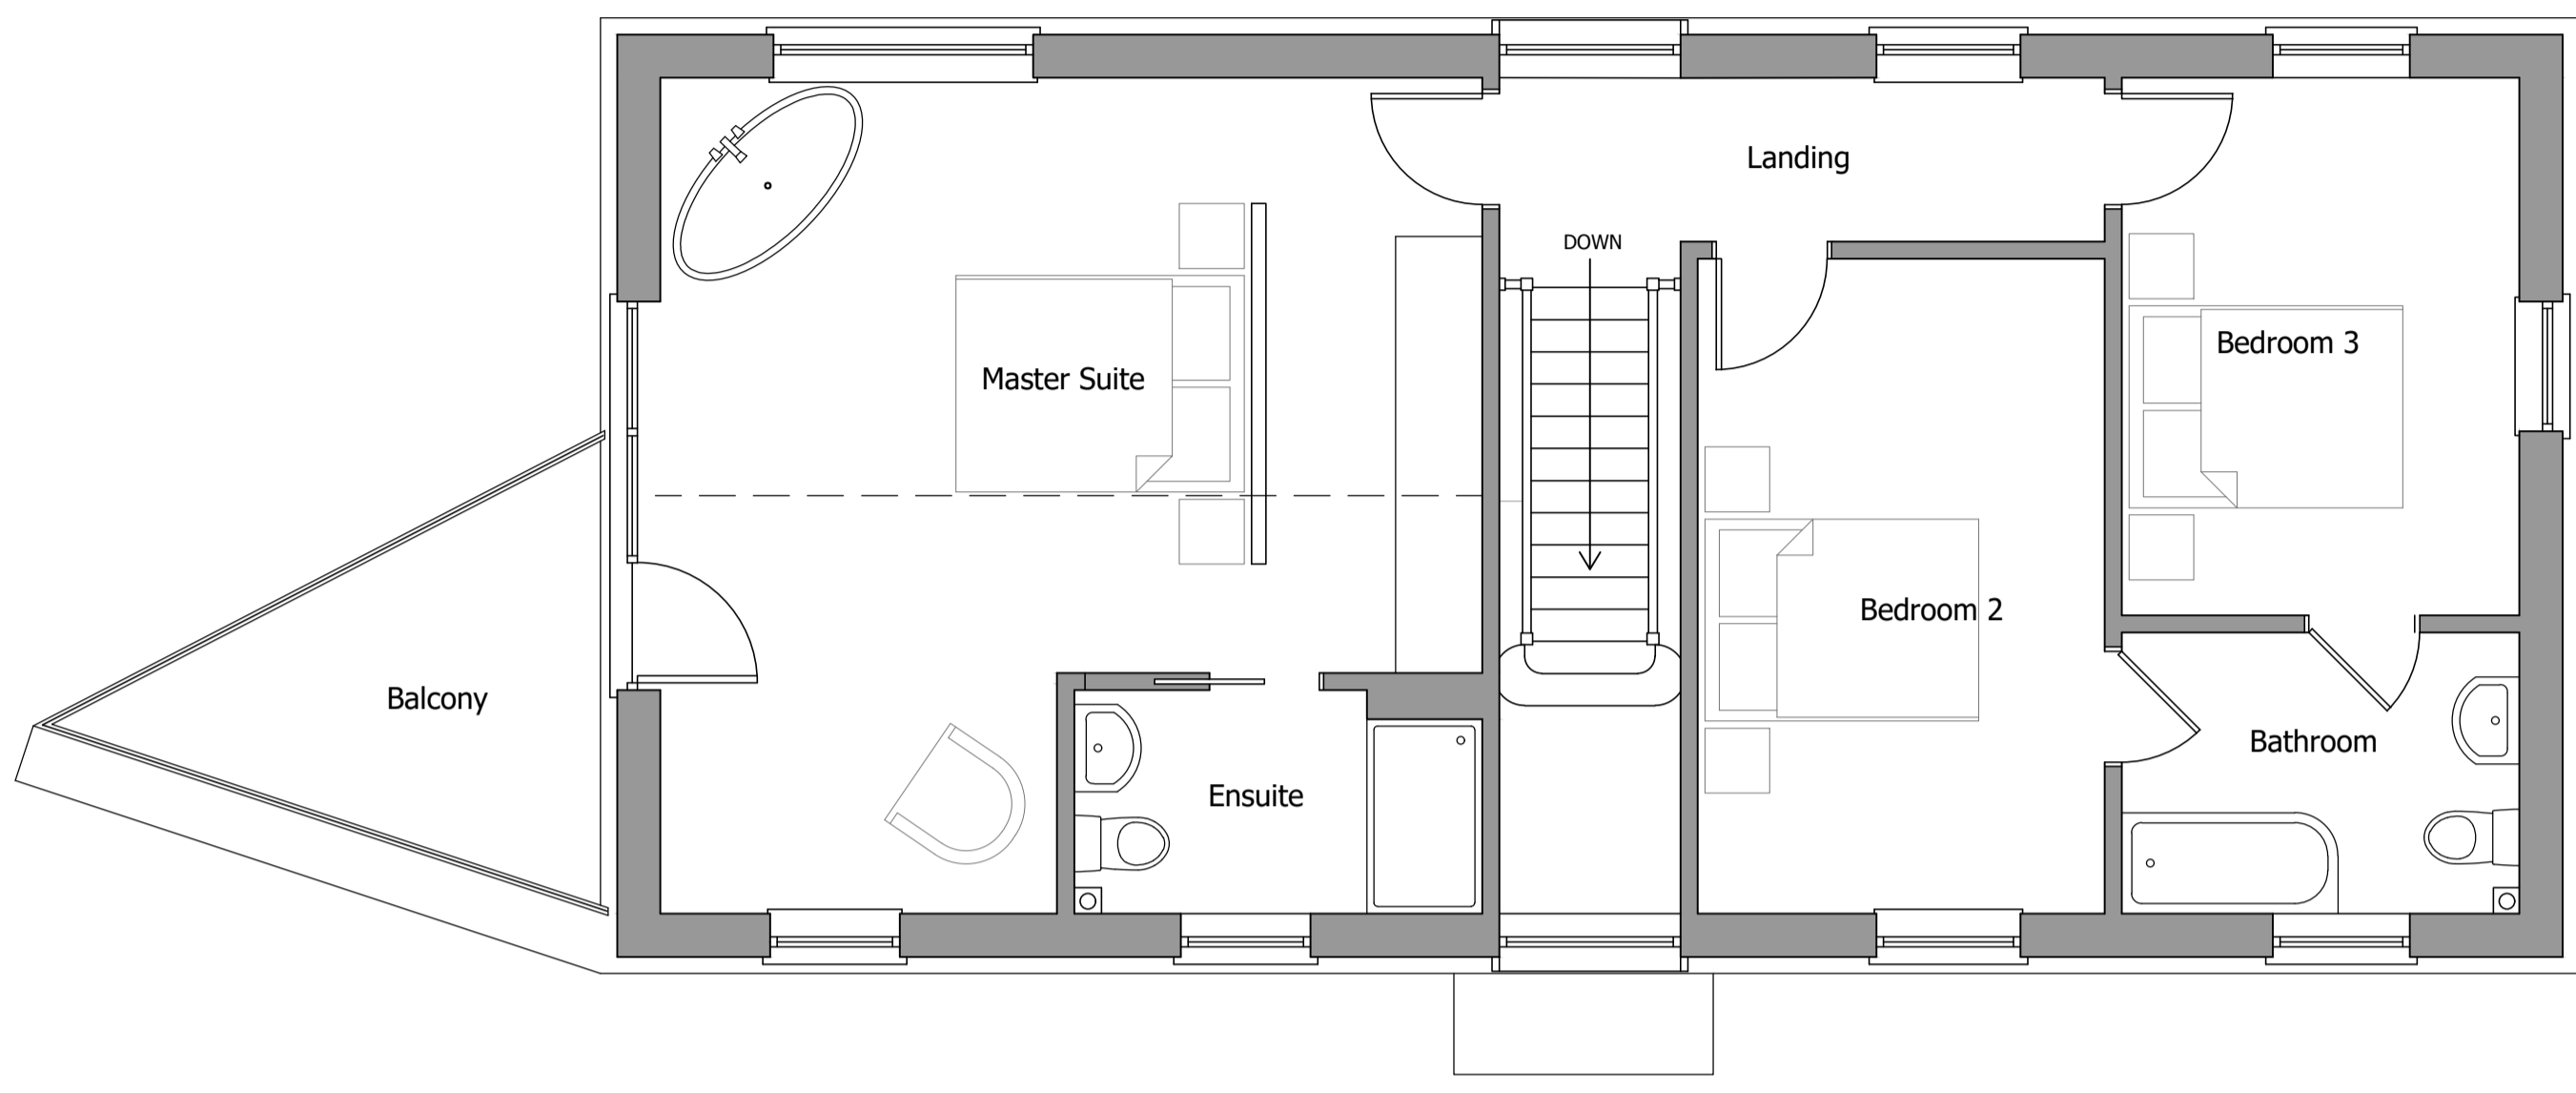 Landing
DOWN
Master Suite
Bedroom 3
Bedroom 2
Balcony
Bathroom
Ensuite